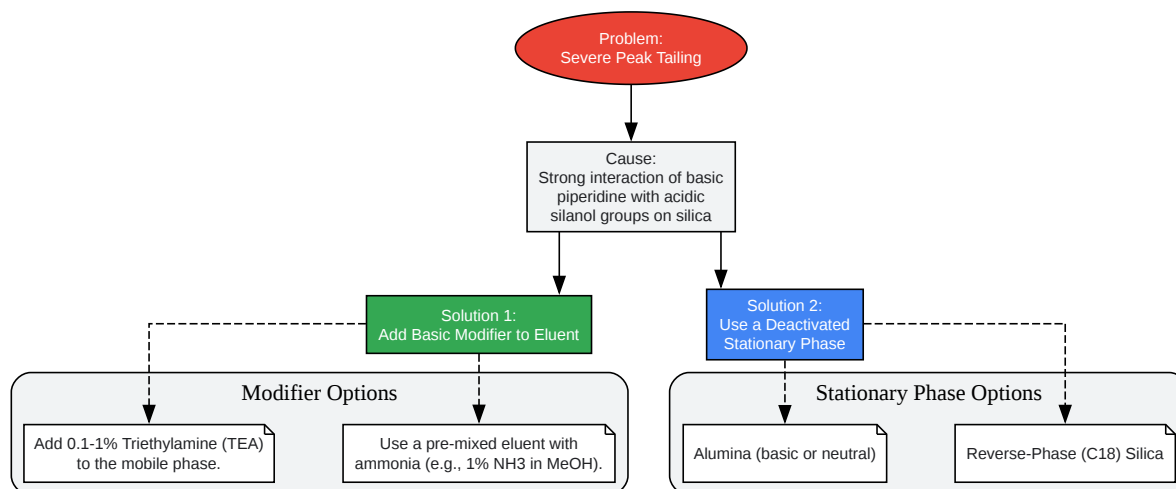 Problem:
Severe Peak Tailing
Cause:
Strong interaction of basic
piperidine with acidic
silanol groups on silica
Solution 1:
Add Basic Modifier to Eluent
Solution 2:
Use a Deactivated
Stationary Phase
Modifier Options
Stationary Phase Options
Add 0.1-1% Triethylamine (TEA)
to the mobile phase.
Use a pre-mixed eluent with
ammonia (e.g., 1% NH3 in MeOH).
Alumina (basic or neutral)
Reverse-Phase (C18) Silica